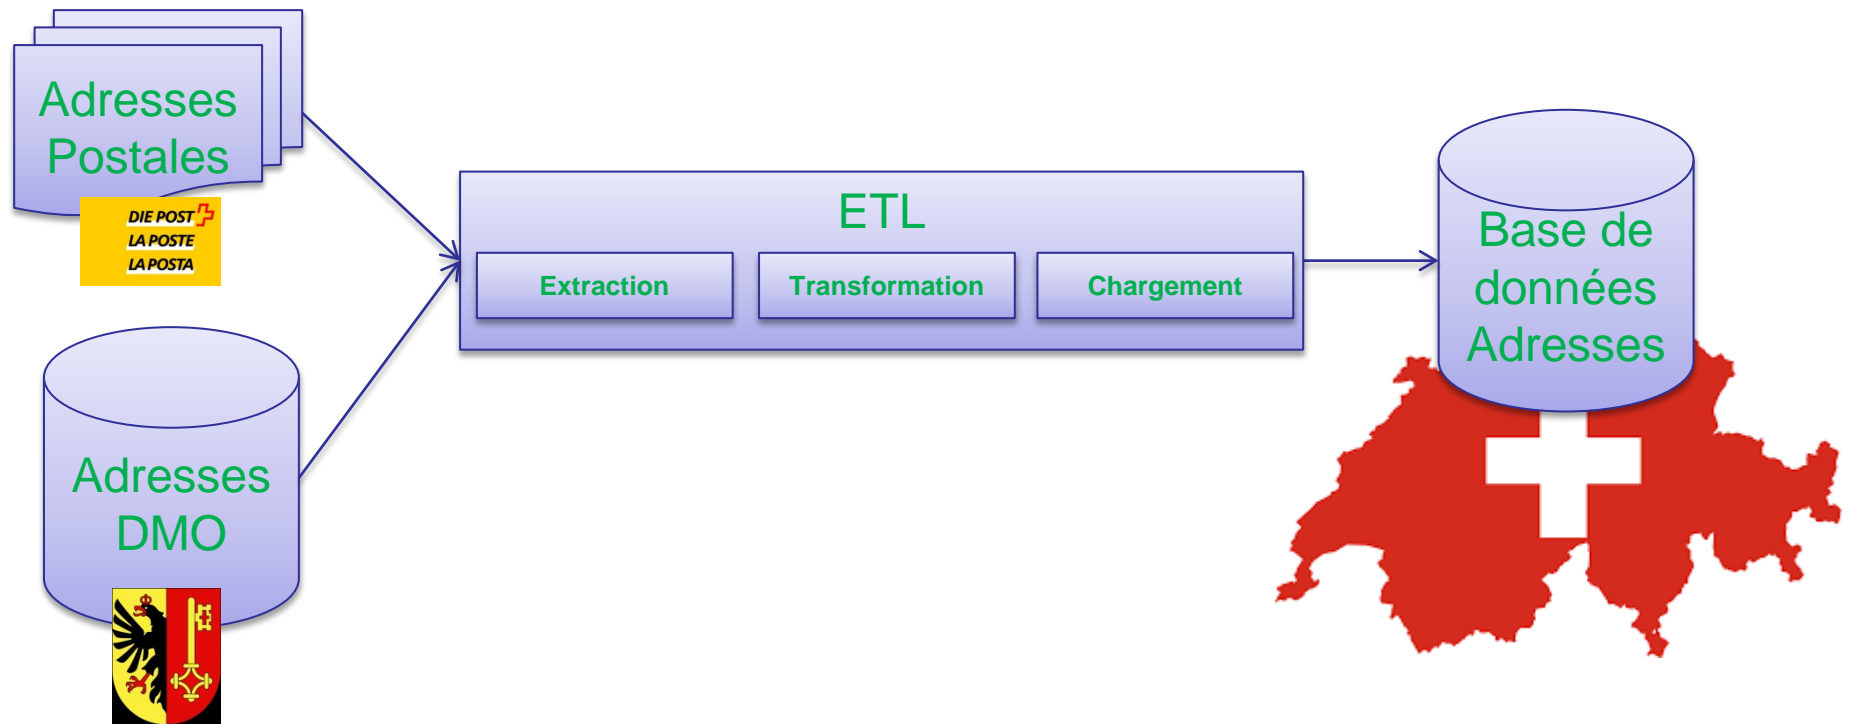 Adresses
Postales
DIE POST
LA POSTE
LA POSTA
ETL
Extraction
Transformation
Chargement
Base de
données
Adresses
Adresses
DMO